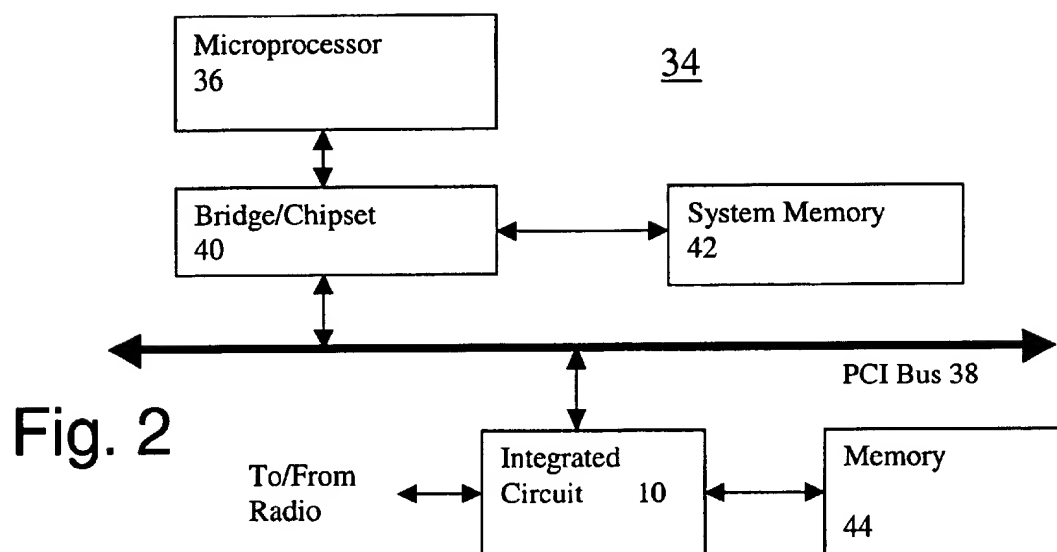 Microprocessor
36
34
Bridge/Chipset
40
System Memory
42
PCI Bus 38
Fig. 2
To/From
Radio
Integrated
Circuit 10
Memory
44